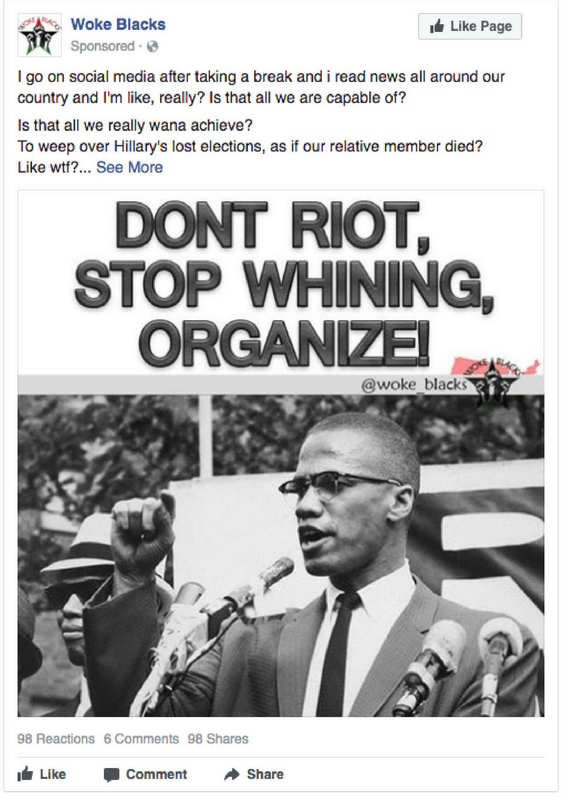 Woke Blacks
Like Page
Sponsored ·
I go on social media after taking a break and i read news all around our
country and I'm like, really? Is that all we are capable of?
Is that all we really wana achieve?
To weep over Hillary's lost elections, as if our relative member died?
Like wtf?... See More
DONT RIOT,
STOP WHINING,
ORGANIZE!
WOKE BLACKS
@woke_blacks
98 Reactions 6 Comments 98 Shares
Like Comment Share